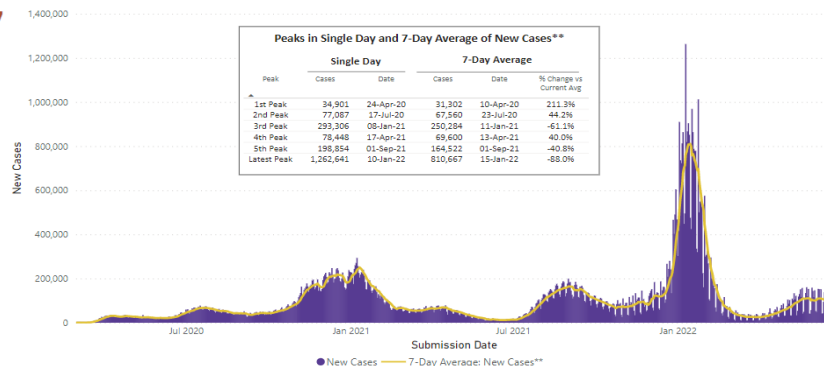 1,400,000
1,200,000
1,000,000
800,000
600,000
400,000
200,000
0
New Cases
Peaks in Single Day and 7-Day Average of New Cases**
Single Day 7-Day Average
Peak Cases Date Cases Date % Change vs Current Avg
1st Peak 34,901 24-Apr-20 31,302 10-Apr-20 211.3%
2nd Peak 77,087 17-Jul-20 67,560 23-Jul-20 44.2%
3rd Peak 293,306 08-Jan-21 250,284 11-Jan-21 -61.1%
4th Peak 78,448 17-Apr-21 69,600 13-Apr-21 40.0%
5th Peak 198,854 01-Sep-21 164,522 01-Sep-21 -40.8%
Latest Peak 1,262,641 10-Jan-22 810,667 15-Jan-22 -88.0%
Jul 2020 Jan 2021 Jul 2021 Jan 2022
Submission Date
New Cases 7-Day Average: New Cases**